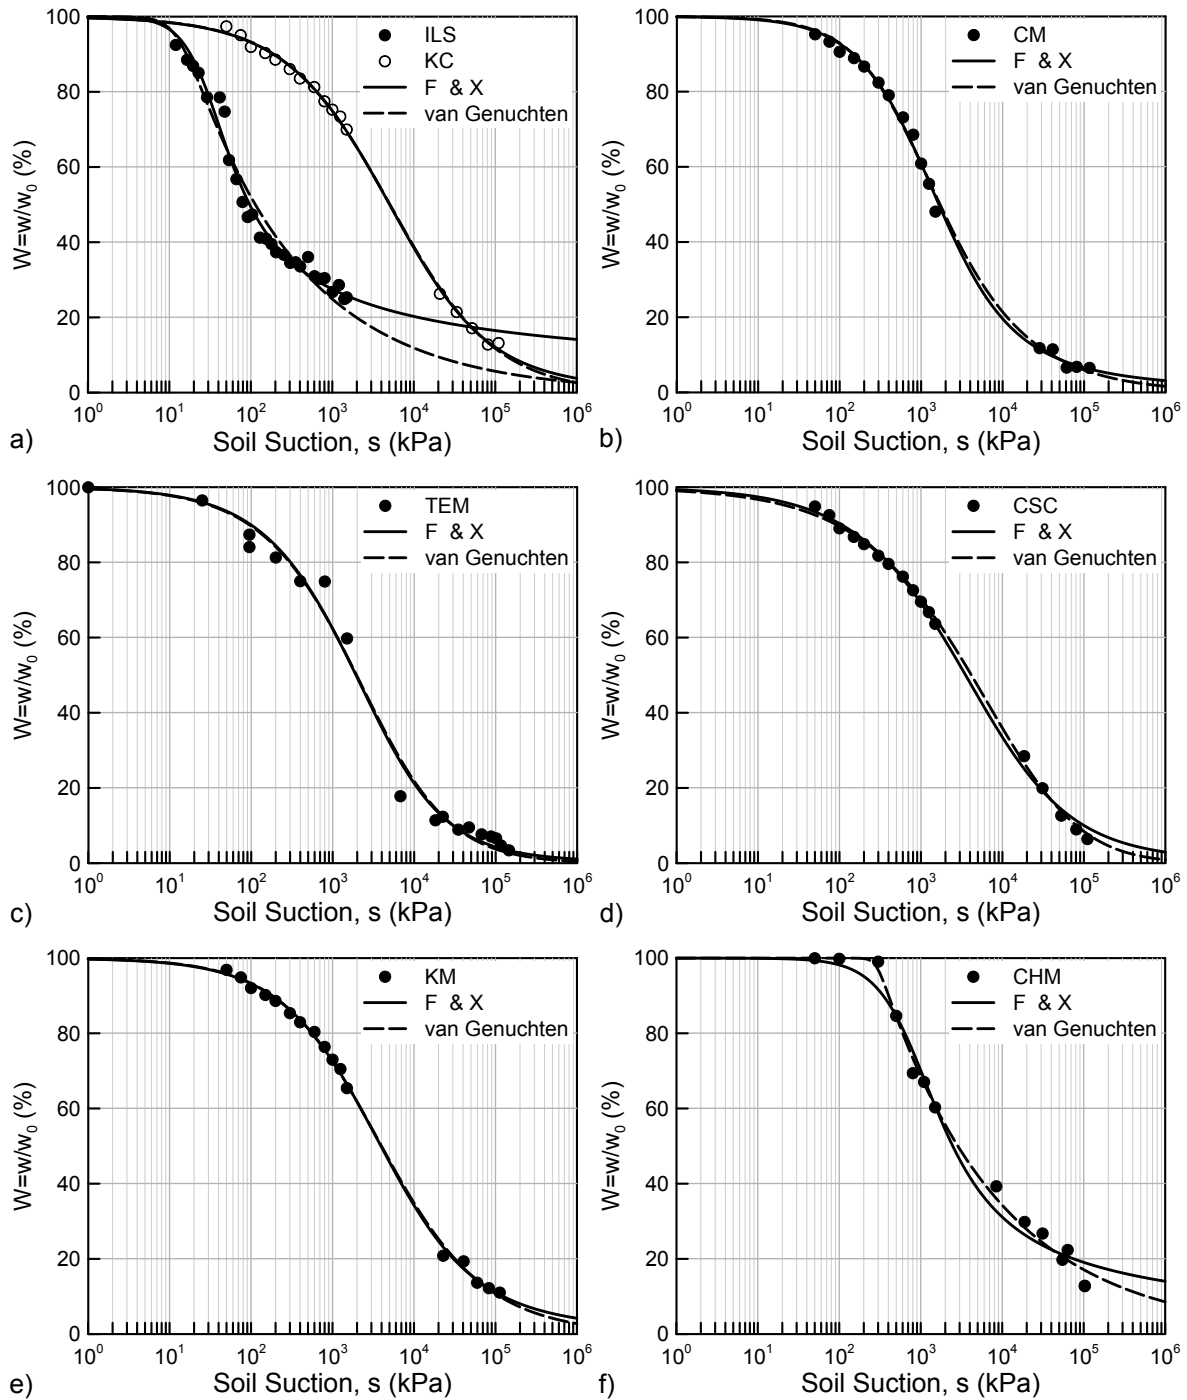 100
80
60
40
20
0
W=w/w0 (%)
ILS
KC
F & X
van Genuchten
10^0 10^1 10^2 10^3 10^4 10^5 10^6
a) Soil Suction, s (kPa)
100
80
60
40
20
0
W=w/w0 (%)
CM
F & X
van Genuchten
10^0 10^1 10^2 10^3 10^4 10^5 10^6
b) Soil Suction, s (kPa)
100
80
60
40
20
0
W=w/w0 (%)
TEM
F & X
van Genuchten
10^0 10^1 10^2 10^3 10^4 10^5 10^6
c) Soil Suction, s (kPa)
100
80
60
40
20
0
W=w/w0 (%)
CSC
F & X
van Genuchten
10^0 10^1 10^2 10^3 10^4 10^5 10^6
d) Soil Suction, s (kPa)
100
80
60
40
20
0
W=w/w0 (%)
KM
F & X
van Genuchten
10^0 10^1 10^2 10^3 10^4 10^5 10^6
e) Soil Suction, s (kPa)
100
80
60
40
20
0
W=w/w0 (%)
CHM
F & X
van Genuchten
10^0 10^1 10^2 10^3 10^4 10^5 10^6
f) Soil Suction, s (kPa)